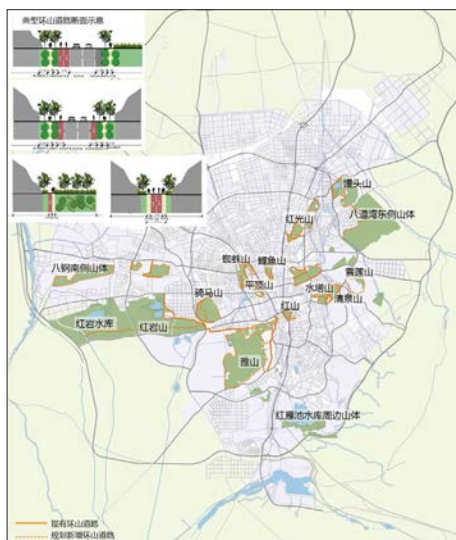 典型环山道路断面示意
馒头山
八道湾东侧山体
红光山
蜘蛛山
鲤鱼山
雪莲山
八钢南侧山体
平顶山
水塔山
清泉山
骑马山
红山
红岩水库
红岩山
雅山
红雁池水库周边山体
现有环山道路
规划新增环山道路